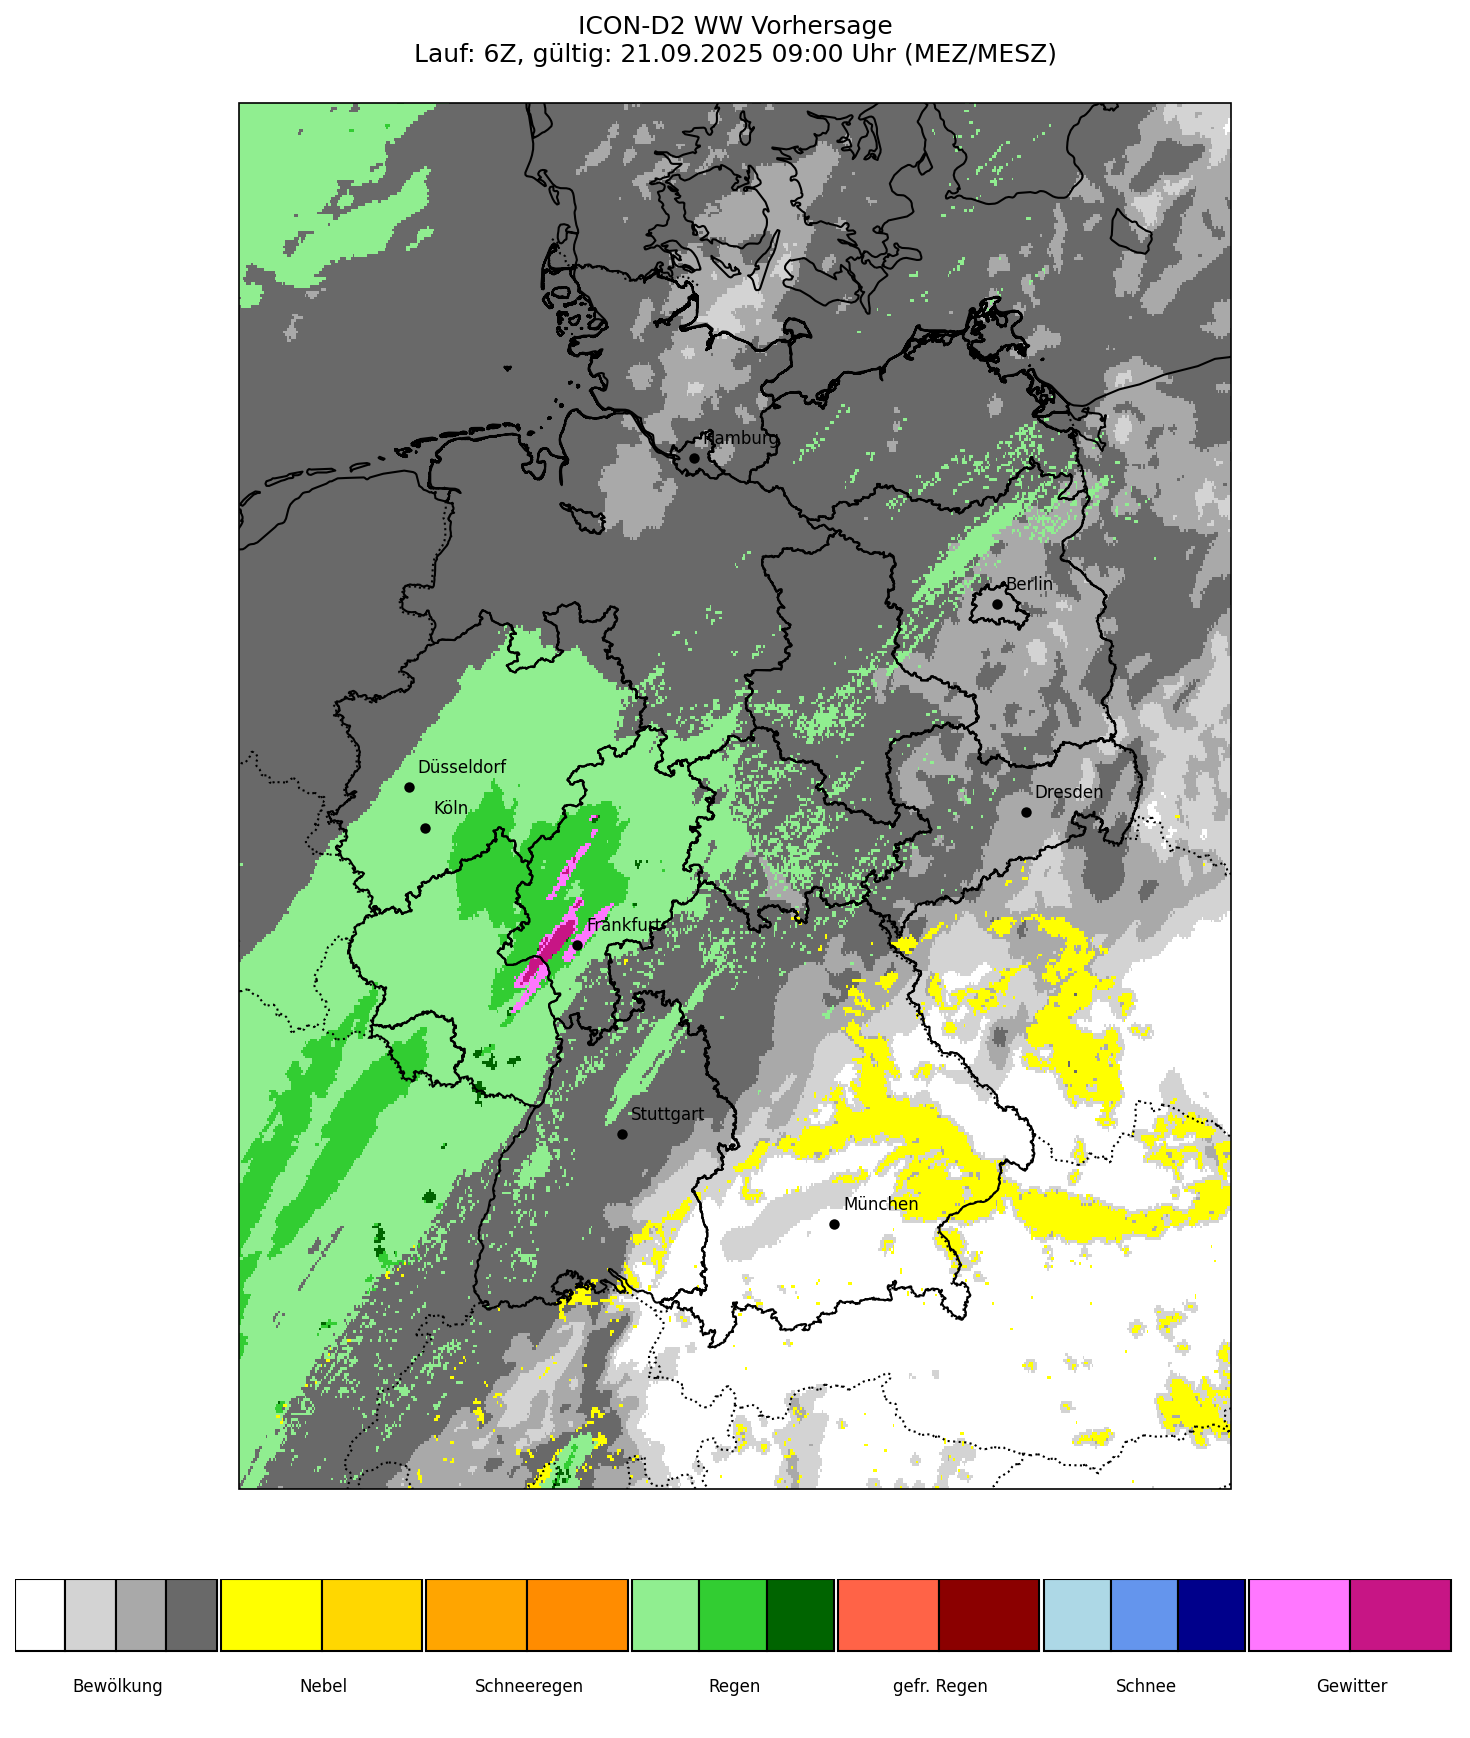 ICON-D2 WW Vorhersage
Lauf: 6Z, gültig: 21.09.2025 09:00 Uhr (MEZ/MESZ)
Hamburg
Berlin
Düsseldorf
Köln
Dresden
Frankfurt
Stuttgart
München
Bewölkung
Nebel
Schneeregen
Regen
gefr. Regen
Schnee
Gewitter